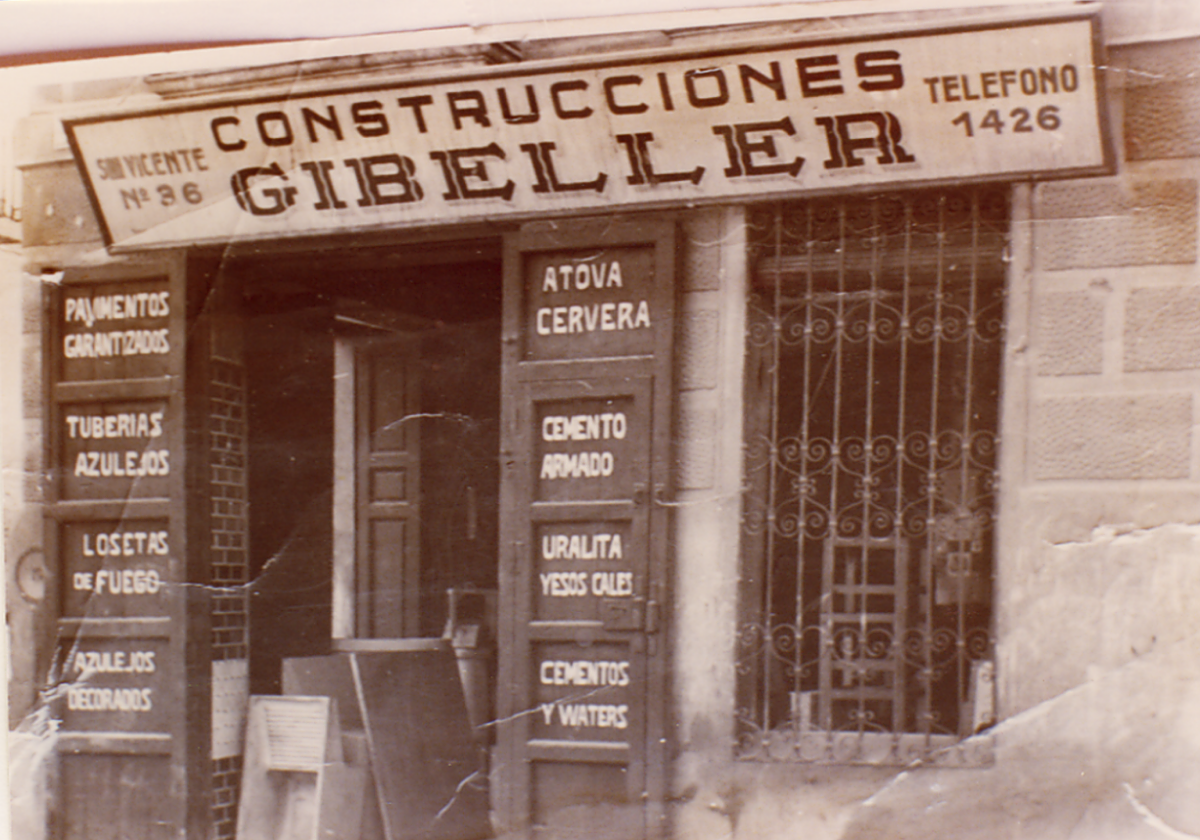 CONSTRUCCIONES
GIBELLER
SAN VICENTE
Nº 36
TELEFONO
1426
PAVIMENTOS
GARANTIZADOS
TUBERIAS
AZULEJOS
LOSETAS
DE FUEGO
AZULEJOS
DECORADOS
ATOVA
CERVERA
CEMENTO
ARMADO
URALITA
YESOS CALES
CEMENTOS
Y WATERS